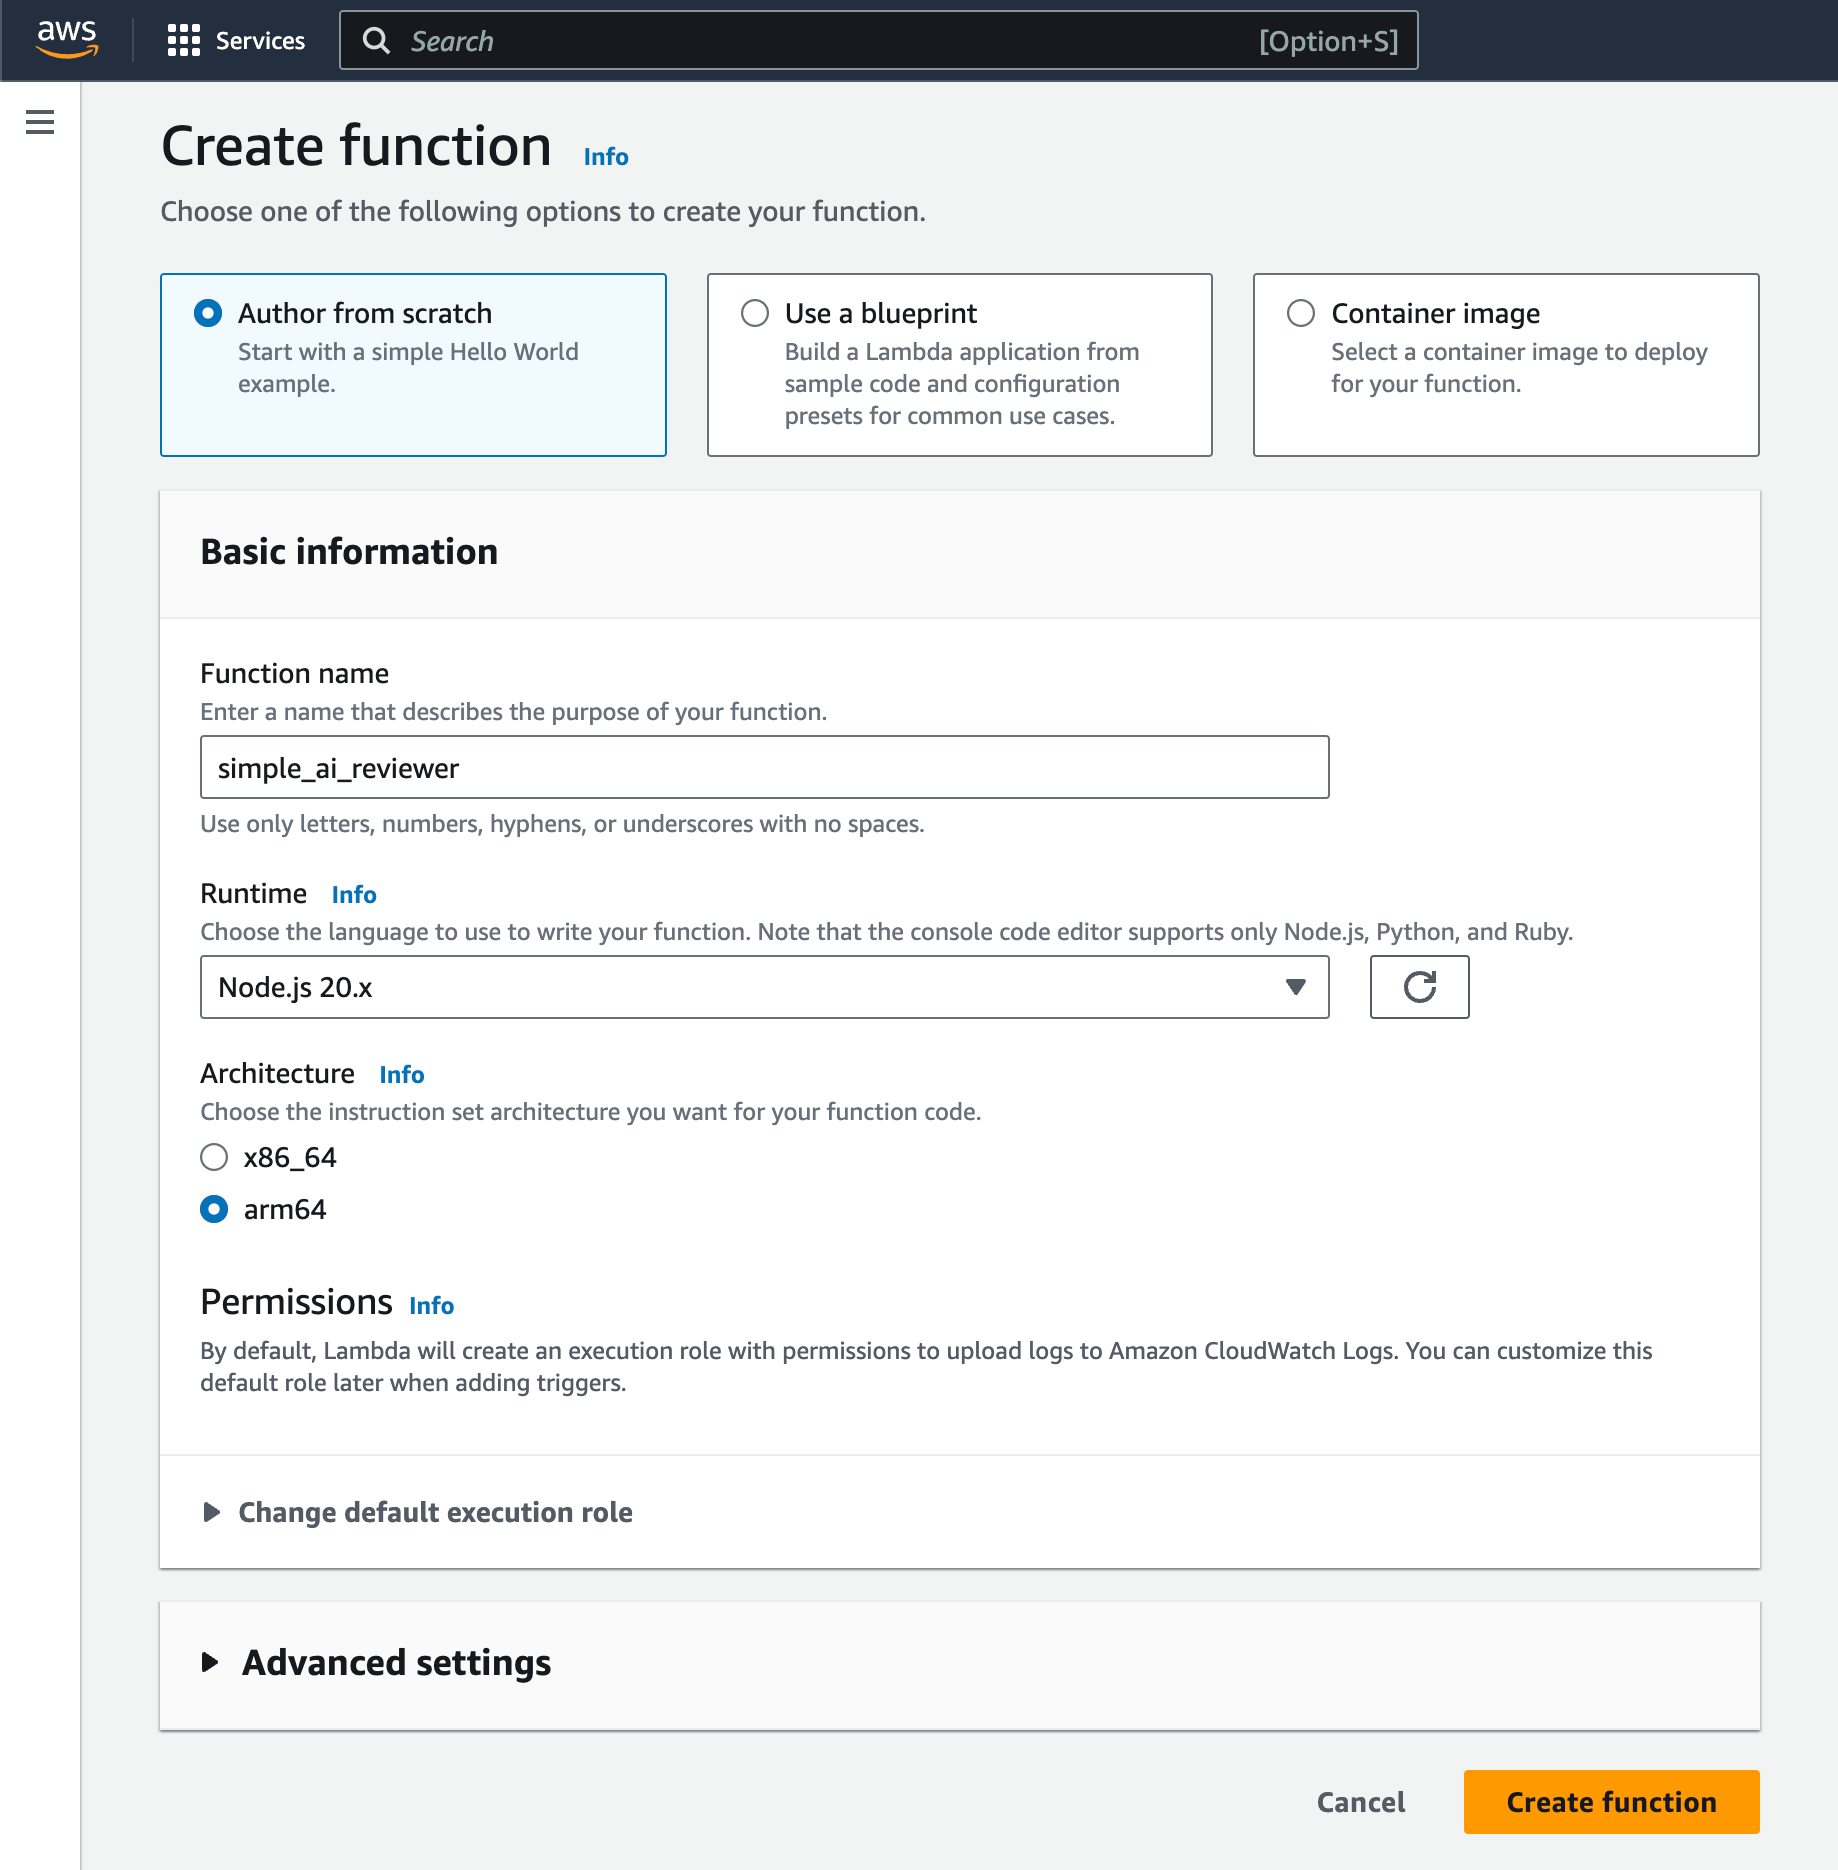 aws
Services
Search
[Option+S]
Create function
Info
Choose one of the following options to create your function.
Author from scratch
Start with a simple Hello World
example.
Use a blueprint
Build a Lambda application from
sample code and configuration
presets for common use cases.
Container image
Select a container image to deploy
for your function.
Basic information
Function name
Enter a name that describes the purpose of your function.
simple_ai_reviewer
Use only letters, numbers, hyphens, or underscores with no spaces.
Runtime Info
Choose the language to use to write your function. Note that the console code editor supports only Node.js, Python, and Ruby.
Node.js 20.x
Architecture Info
Choose the instruction set architecture you want for your function code.
x86_64
arm64
Permissions Info
By default, Lambda will create an execution role with permissions to upload logs to Amazon CloudWatch Logs. You can customize this
default role later when adding triggers.
Change default execution role
Advanced settings
Cancel
Create function